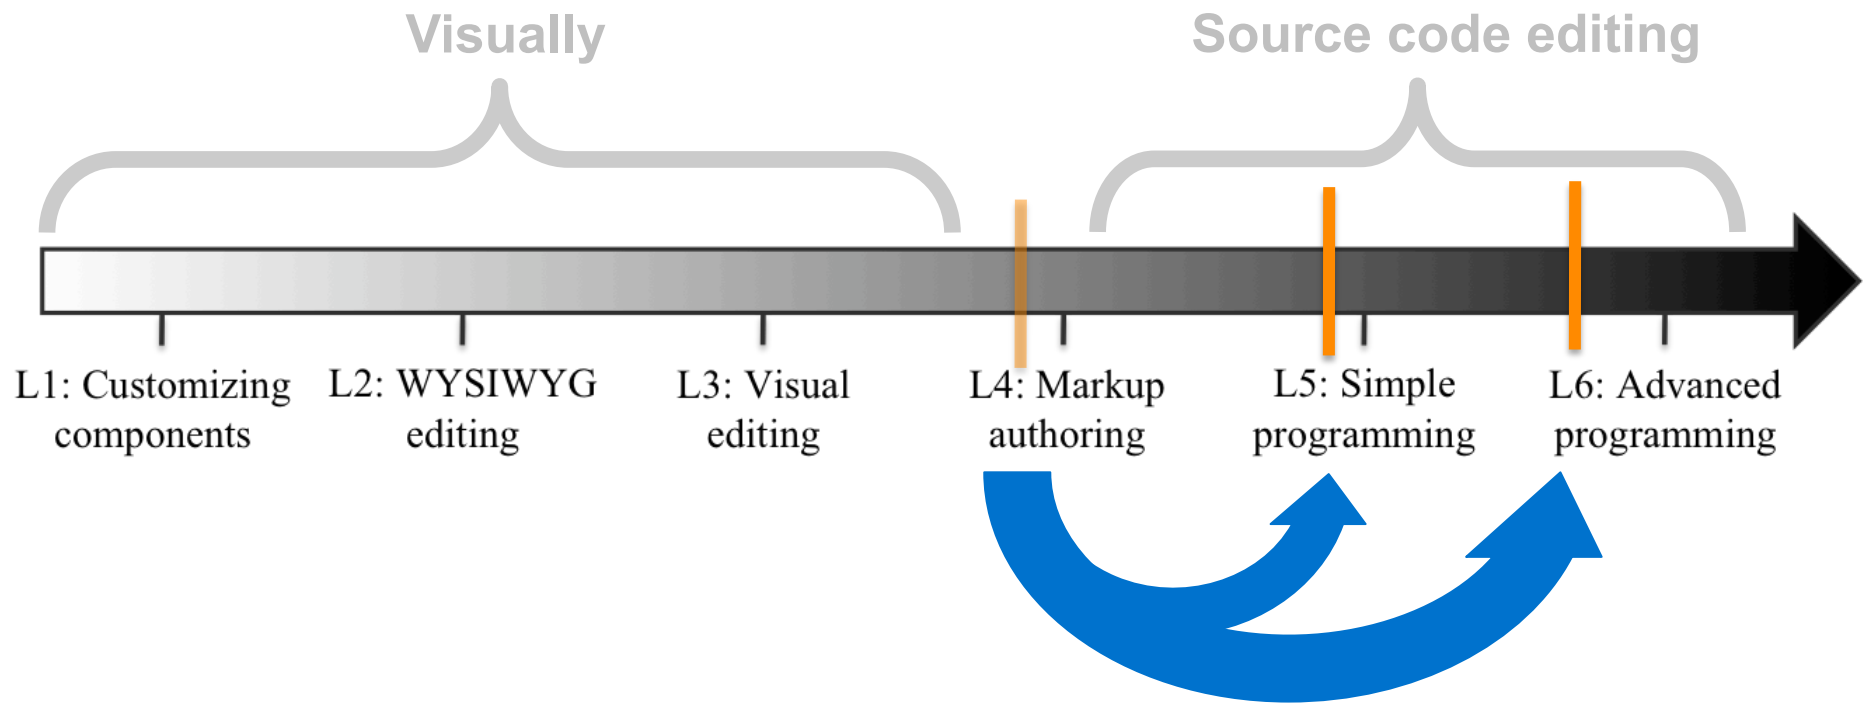 Visually
Source code editing
L1: Customizing
components
L2: WYSIWYG
editing
L3: Visual
editing
L4: Markup
authoring
L5: Simple
programming
L6: Advanced
programming